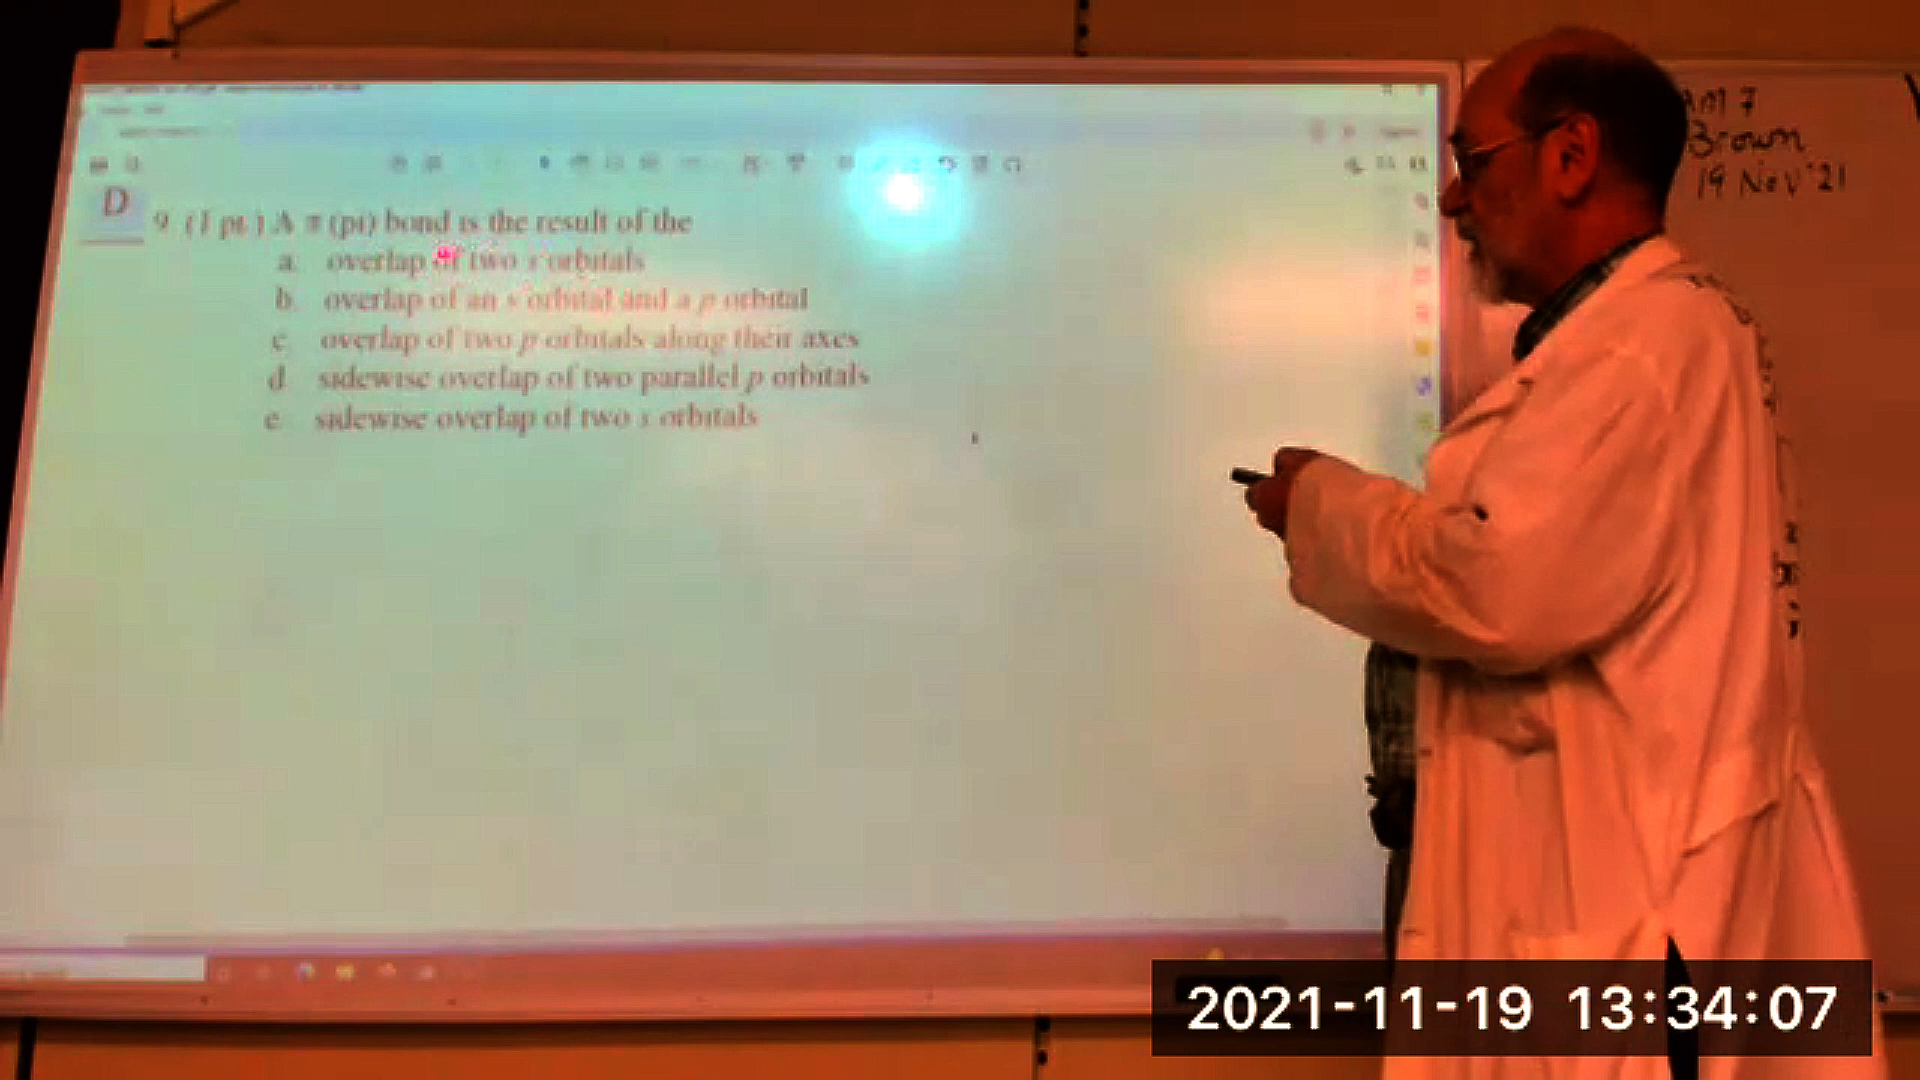 D
9. (1 pt.) A π (pi) bond is the result of the
a. overlap of two s orbitals
b. overlap of an s orbital and a p orbital
c. overlap of two p orbitals along their axes
d. sidewise overlap of two parallel p orbitals
e. sidewise overlap of two s orbitals
7
Brown
19 Nov '21
2021-11-19 13:34:07